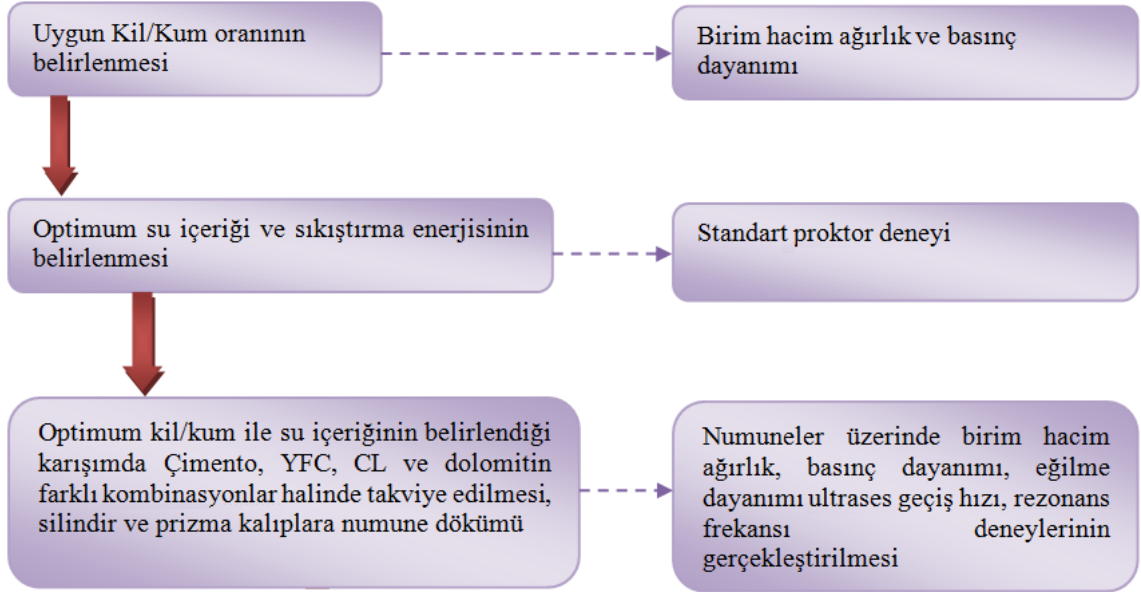 Uygun Kil/Kum oranının
belirlenmesi
Birim hacim ağırlık ve basınç
dayanımı
Optimum su içeriği ve sıkıştırma enerjisinin
belirlenmesi
Standart proktor deneyi
Optimum kil/kum ile su içeriğinin belirlendiği
karışımda Çimento, YFC, CL ve dolomitin
farklı kombinasyonlar halinde takviye edilmesi,
silindir ve prizma kalıplara numune dökümü
Numuneler üzerinde birim hacim
ağırlık, basınç dayanımı, eğilme
dayanımı ultrases geçiş hızı, rezonans
frekansı deneylerinin
gerçekleştirilmesi